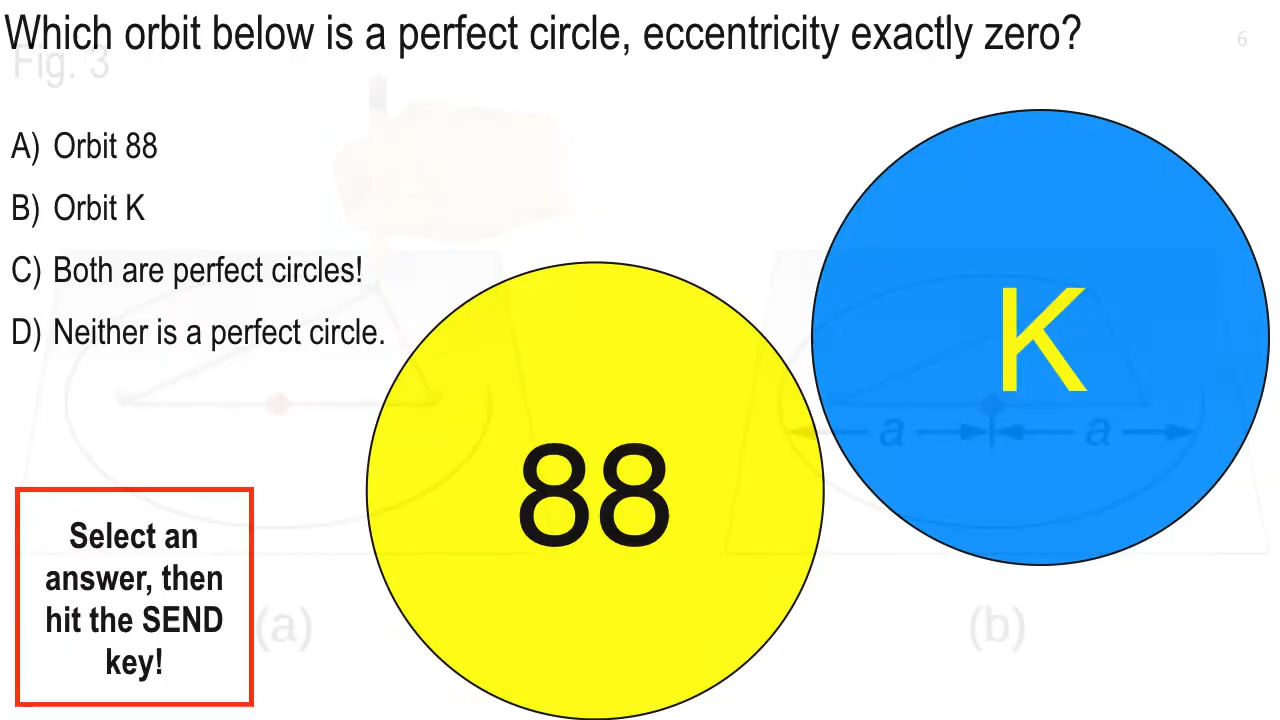 Which orbit below is a perfect circle, eccentricity exactly zero?
6
Fig. 3
A) Orbit 88
B) Orbit K
C) Both are perfect circles!
D) Neither is a perfect circle.
K
a
a
88
Select an
answer, then
hit the SEND
key!
(a)
(b)